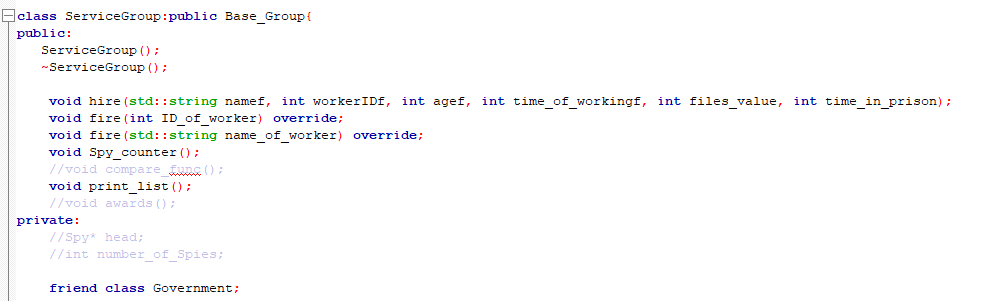 class ServiceGroup:public Base_Group{
public:
ServiceGroup();
~ServiceGroup();
void hire(std::string namef, int workerIDf, int agef, int time_of_workingf, int files_value, int time_in_prison);
void fire(int ID_of_worker) override;
void fire(std::string name_of_worker) override;
void Spy_counter();
//void compare_func();
void print_list();
//void awards();
private:
//Spy* head;
//int number_of_Spies;
friend class Government;